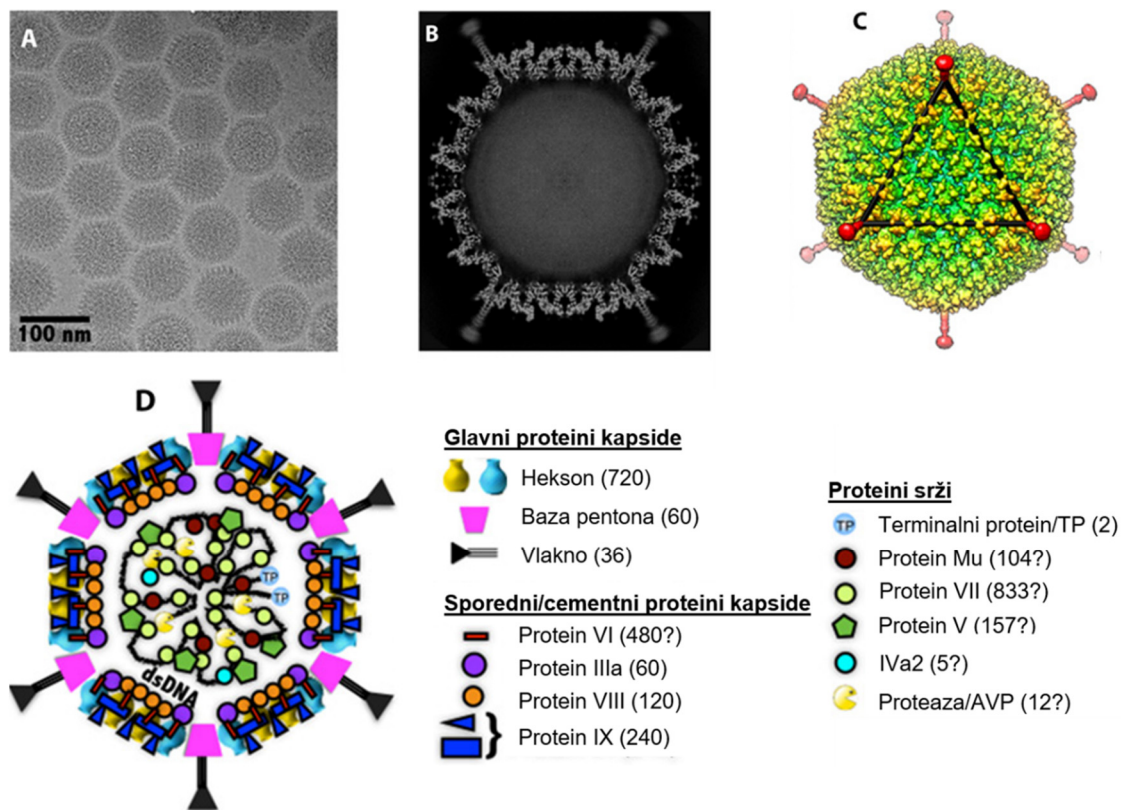 A
100 nm
B
C
D
dsDNA
TP
TP
Glavni proteini kapside
Hekson (720)
Baza pentona (60)
Vlakno (36)
Sporedni/cementni proteini kapside
Protein VI (480?)
Protein IIIa (60)
Protein VIII (120)
Protein IX (240)
Proteini srži
TP Terminalni protein/TP (2)
Protein Mu (104?)
Protein VII (833?)
Protein V (157?)
IVa2 (5?)
Proteaza/AVP (12?)